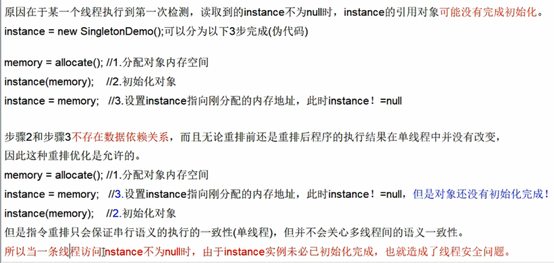 原因在于某一个线程执行到第一次检测，读取到的instance不为null时，instance的引用对象可能没有完成初始化。
instance = new SingletonDemo();可以分为以下3步完成(伪代码)
memory = allocate(); //1.分配对象内存空间
instance(memory); //2.初始化对象
instance = memory; //3.设置instance指向刚分配的内存地址，此时instance！=null
步骤2和步骤3不存在数据依赖关系，而且无论重排前还是重排后程序的执行结果在单线程中并没有改变，
因此这种重排优化是允许的。
memory = allocate(); //1.分配对象内存空间
instance = memory; //3.设置instance指向刚分配的内存地址，此时instance！=null，但是对象还没有初始化完成！
instance(memory); //2.初始化对象
但是指令重排只会保证串行语义的执行的一致性(单线程)，但并不会关心多线程间的语义一致性。
所以当一条线程访问instance不为null时，由于instance实例未必已初始化完成，也就造成了线程安全问题。